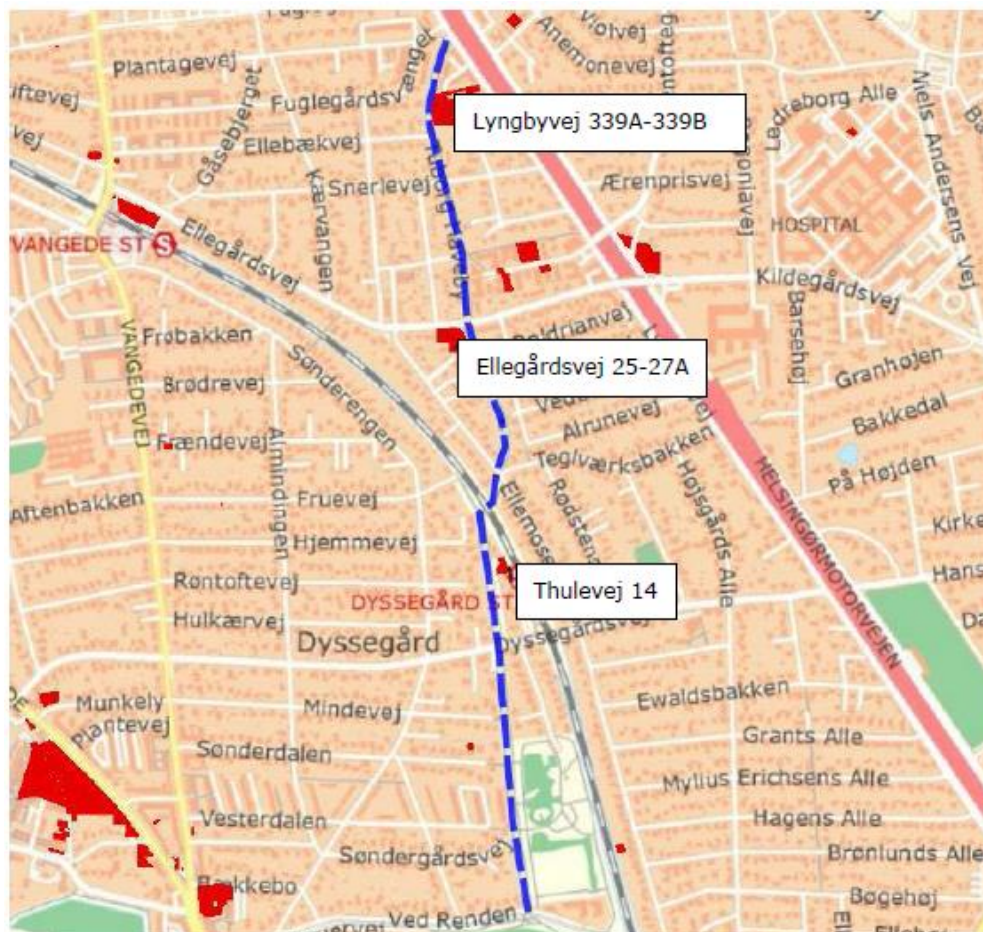 Violvej
Plantagevej
Anemonevej
Niels Andersens Vej
Ledreborg Alle
Fuglegårdsvænget
Lyngbyvej 339A-339B
Ellebækvej
Gåsebjerget
Snerlevej
Kærvangen
Ærenprisvej
HOSPITAL
VANGEDE ST
S
Ellegårdsvej
Kildegårdsvej
Barsehøj
Frøbakken
Sønderengen
VANGEDEVEJ
Brødrevej
Ellegårdsvej 25-27A
Granhøjen
Alrunevej
Bakkedal
Frændevej
Almindingen
Teglværksbakken
På Højden
Aftenbakken
Fruevej
Højsgårds Alle
HELSINGØRMOTORVEJEN
Hjemmevej
Røntoftevej
DYSSEGÅRD ST
Thulevej 14
Hulkærvej
Dyssegård
Dyssegårdsvej
Munkely
Plantevej
Mindevej
Ewaldsbakken
Sønderdalen
Grants Alle
Mylius Erichsens Alle
Vesterdalen
Hagens Alle
Søndergårdsvej
Brønlunds Alle
Bækkebo
Bøgehøj
Ved Renden